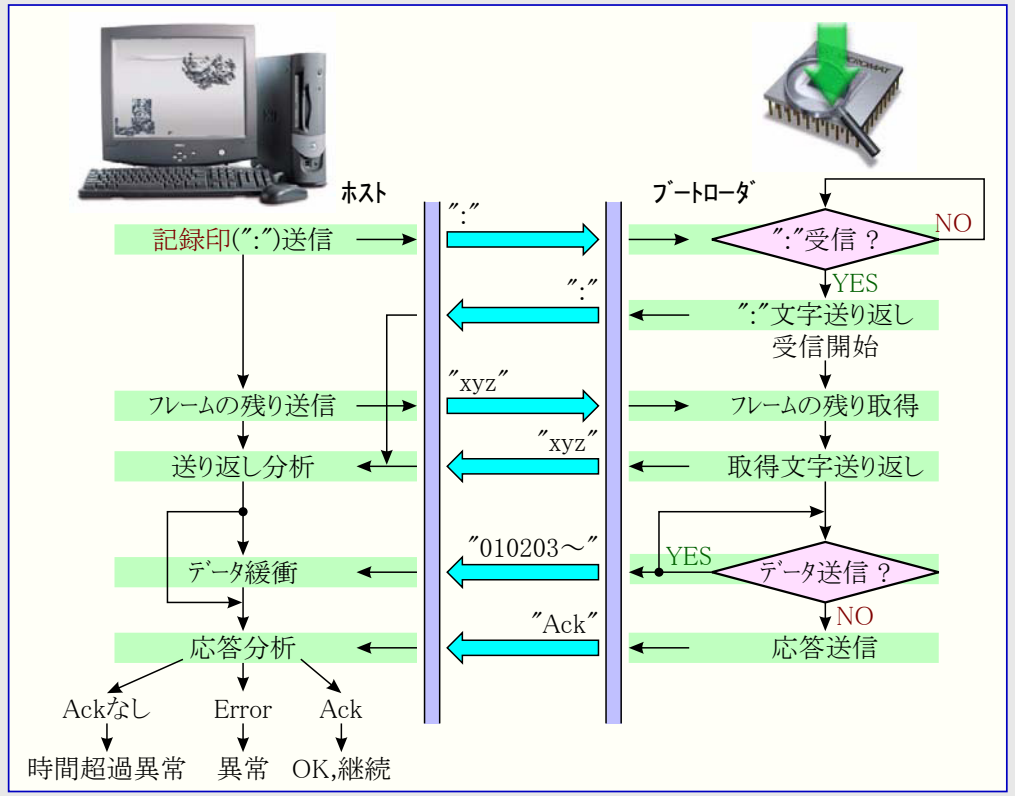 ホスト
ブートローダ
":"
記録印(":")送信
":"受信 ?
NO
YES
":"
":"文字送り返し
受信開始
"xyz"
フレームの残り送信
フレームの残り取得
"xyz"
送り返し分析
取得文字送り返し
"010203～"
YES
データ緩衝
データ送信 ?
NO
"Ack"
応答分析
応答送信
Ackなし
Error
Ack
時間超過異常
異常
OK,継続